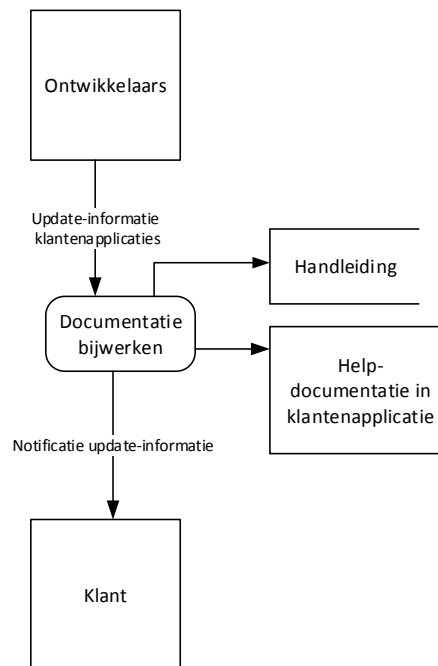 Ontwikkelaars
Update-informatie
klantenapplicaties
Handleiding
Documentatie
bijwerken
Help-
documentatie in
klantenapplicatie
Notificatie update-informatie
Klant